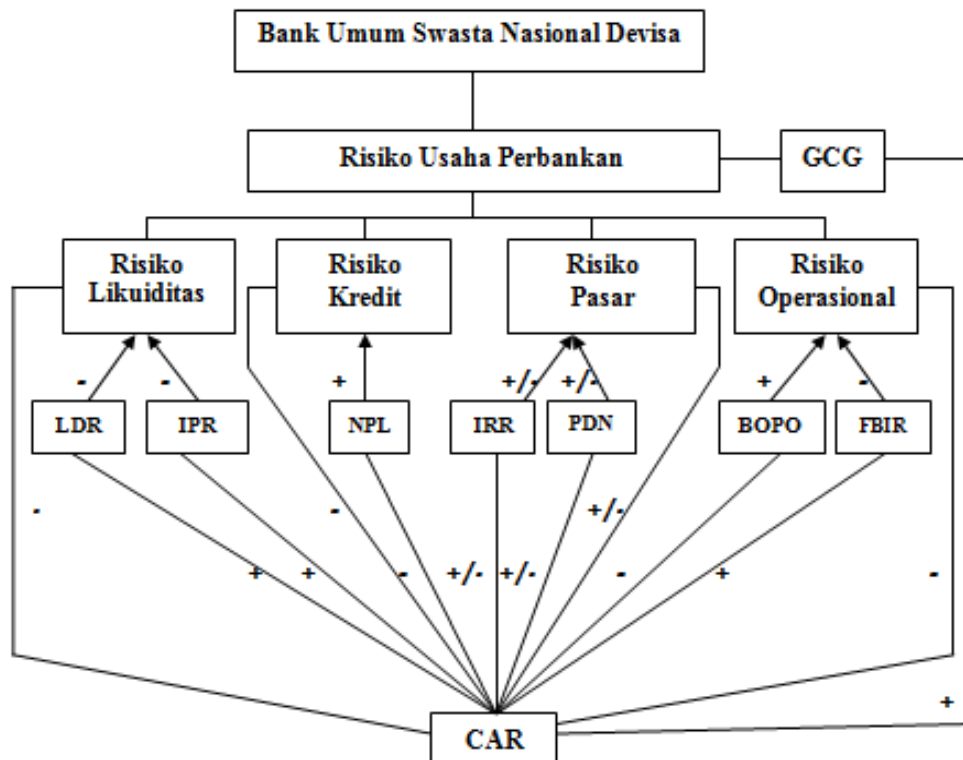 Bank Umum Swasta Nasional Devisa
Risiko Usaha Perbankan
GCG
Risiko
Likuiditas
Risiko
Kredit
Risiko
Pasar
Risiko
Operasional
-
-
+
+/-
+/-
+
-
LDR
IPR
NPL
IRR
PDN
BOPO
FBIR
-
-
+/-
+
+
-
+/-
+/-
-
+
-
+
CAR